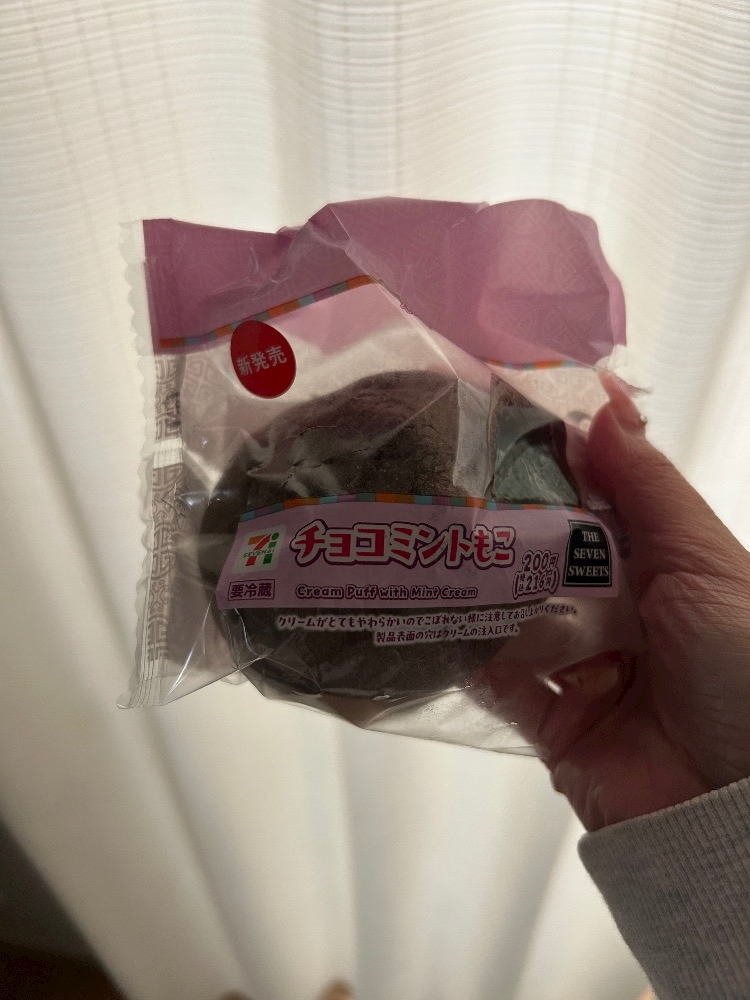 新発売
チョコミントもこ
200円
(税込216円)
THE
SEVEN
SWEETS
要冷蔵
Cream Puff with Mint Cream
クリームがとてもやわらかいのでこぼれない様に注意してお召し上がりください。
製品表面の穴はクリームの注入口です。